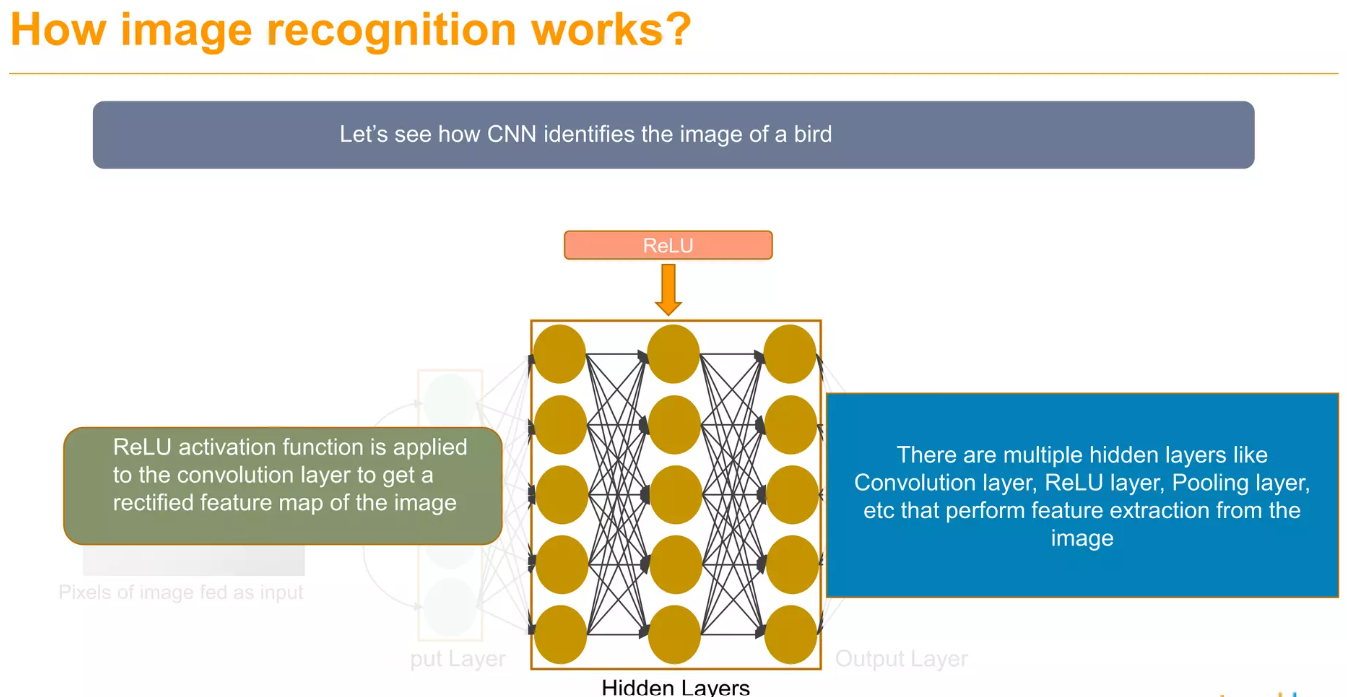 How image recognition works?
Let's see how CNN identifies the image of a bird
ReLU
ReLU activation function is applied
to the convolution layer to get a
rectified feature map of the image
There are multiple hidden layers like
Convolution layer, ReLU layer, Pooling layer,
etc that perform feature extraction from the
image
Pixels of image fed as input
put Layer
Output Layer
Hidden Layers